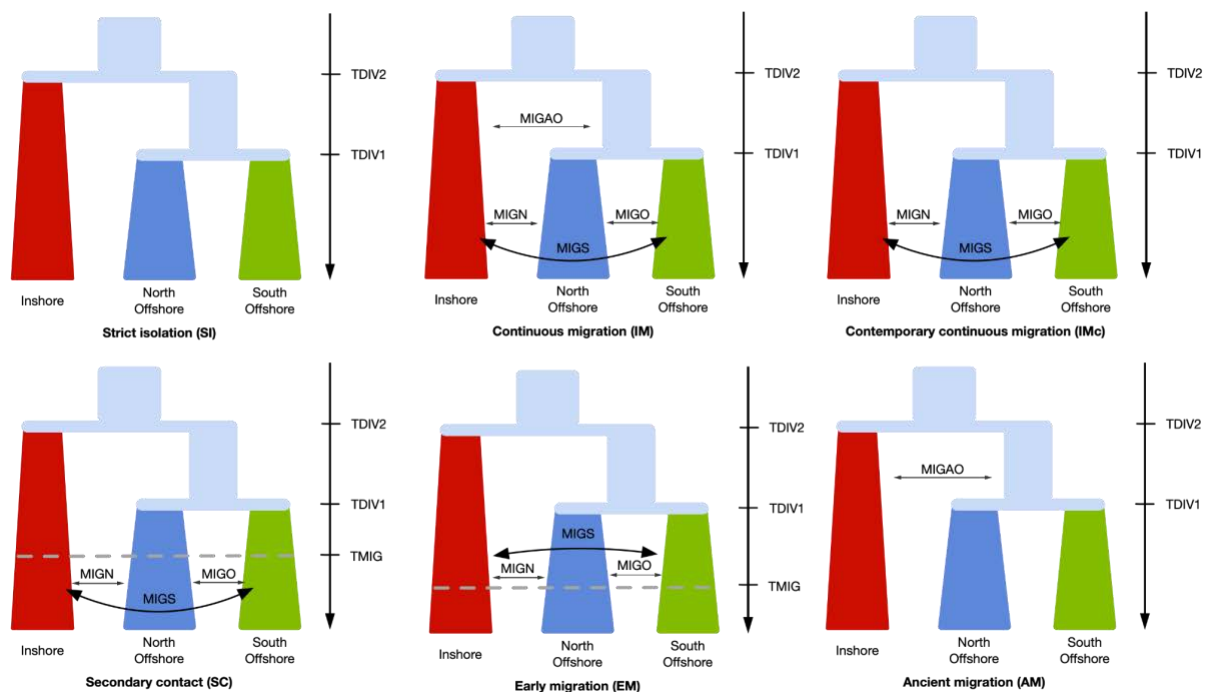 TDIV2
TDIV1
Inshore
North
Offshore
South
Offshore
Strict isolation (SI)
TDIV2
MIGAO
TDIV1
MIGN
MIGO
MIGS
Inshore
North
Offshore
South
Offshore
Continuous migration (IM)
TDIV2
TDIV1
MIGN
MIGO
MIGS
Inshore
North
Offshore
South
Offshore
Contemporary continuous migration (IMc)
TDIV2
TDIV1
TMIG
MIGN
MIGO
MIGS
Inshore
North
Offshore
South
Offshore
Secondary contact (SC)
TDIV2
TDIV1
MIGS
MIGN
MIGO
TMIG
Inshore
North
Offshore
South
Offshore
Early migration (EM)
TDIV2
MIGAO
TDIV1
Inshore
North
Offshore
South
Offshore
Ancient migration (AM)